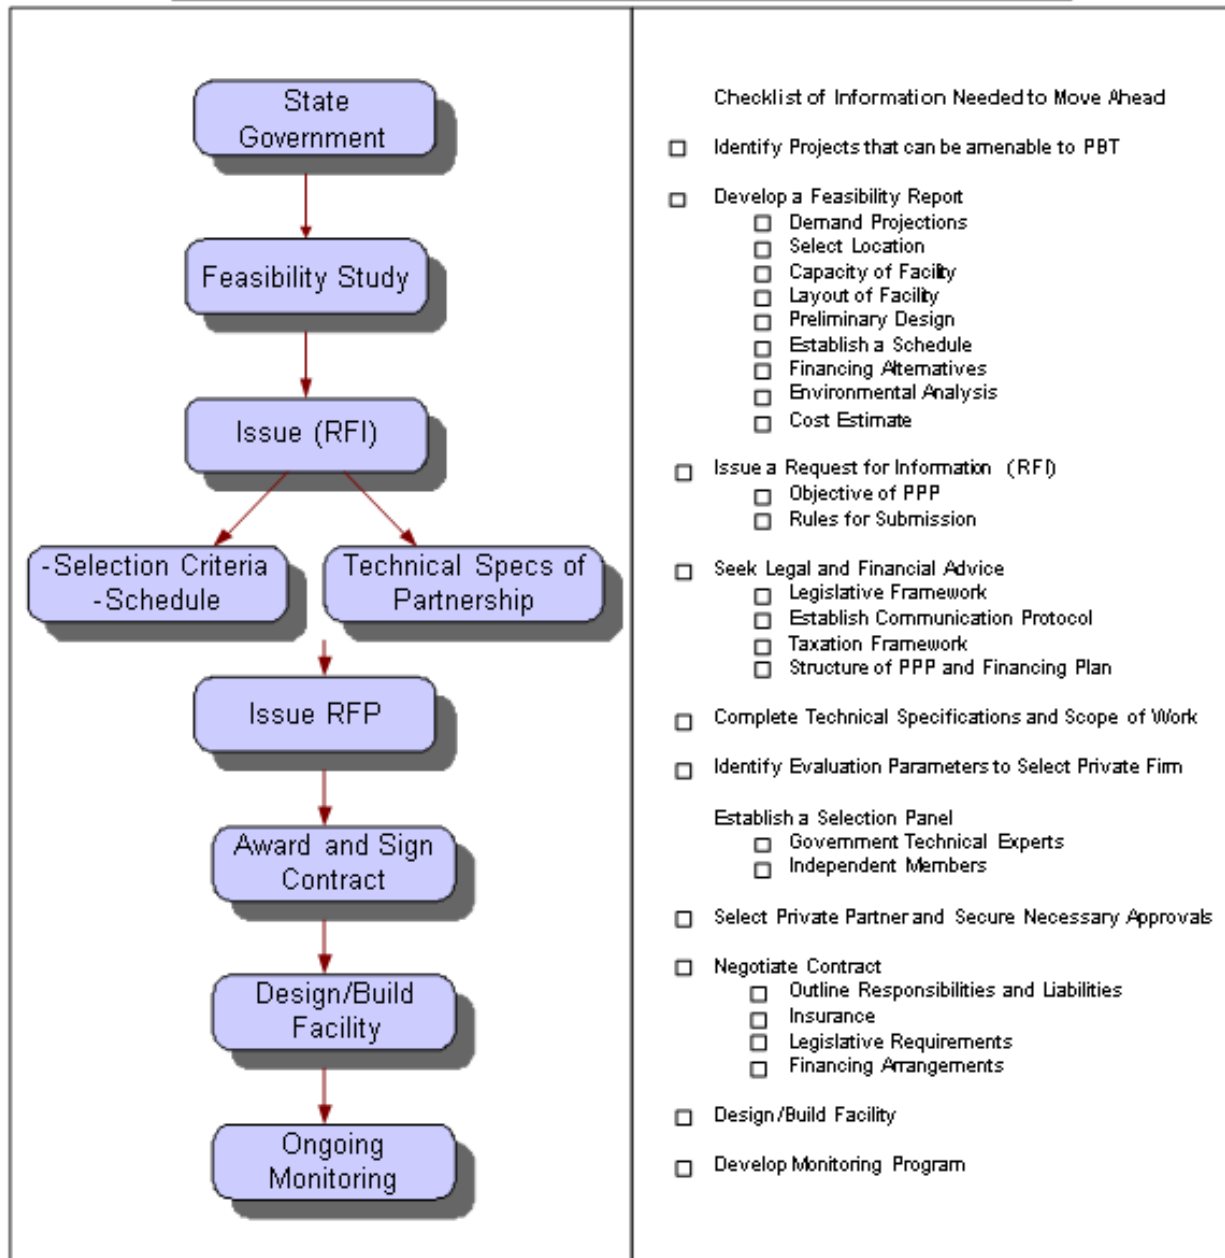 State
Government
Feasibility Study
Issue (RFI)
-Selection Criteria
-Schedule
Technical Specs of
Partnership
Issue RFP
Award and Sign
Contract
Design/Build
Facility
Ongoing
Monitoring
Checklist of Information Needed to Move Ahead
Identify Projects that can be amenable to PBT
Develop a Feasibility Report
Demand Projections
Select Location
Capacity of Facility
Layout of Facility
Preliminary Design
Establish a Schedule
Financing Alternatives
Environmental Analysis
Cost Estimate
Issue a Request for Information (RFI)
Objective of PPP
Rules for Submission
Seek Legal and Financial Advice
Legislative Framework
Establish Communication Protocol
Taxation Framework
Structure of PPP and Financing Plan
Complete Technical Specifications and Scope of Work
Identify Evaluation Parameters to Select Private Firm
Establish a Selection Panel
Government Technical Experts
Independent Members
Select Private Partner and Secure Necessary Approvals
Negotiate Contract
Outline Responsibilities and Liabilities
Insurance
Legislative Requirements
Financing Arrangements
Design/Build Facility
Develop Monitoring Program